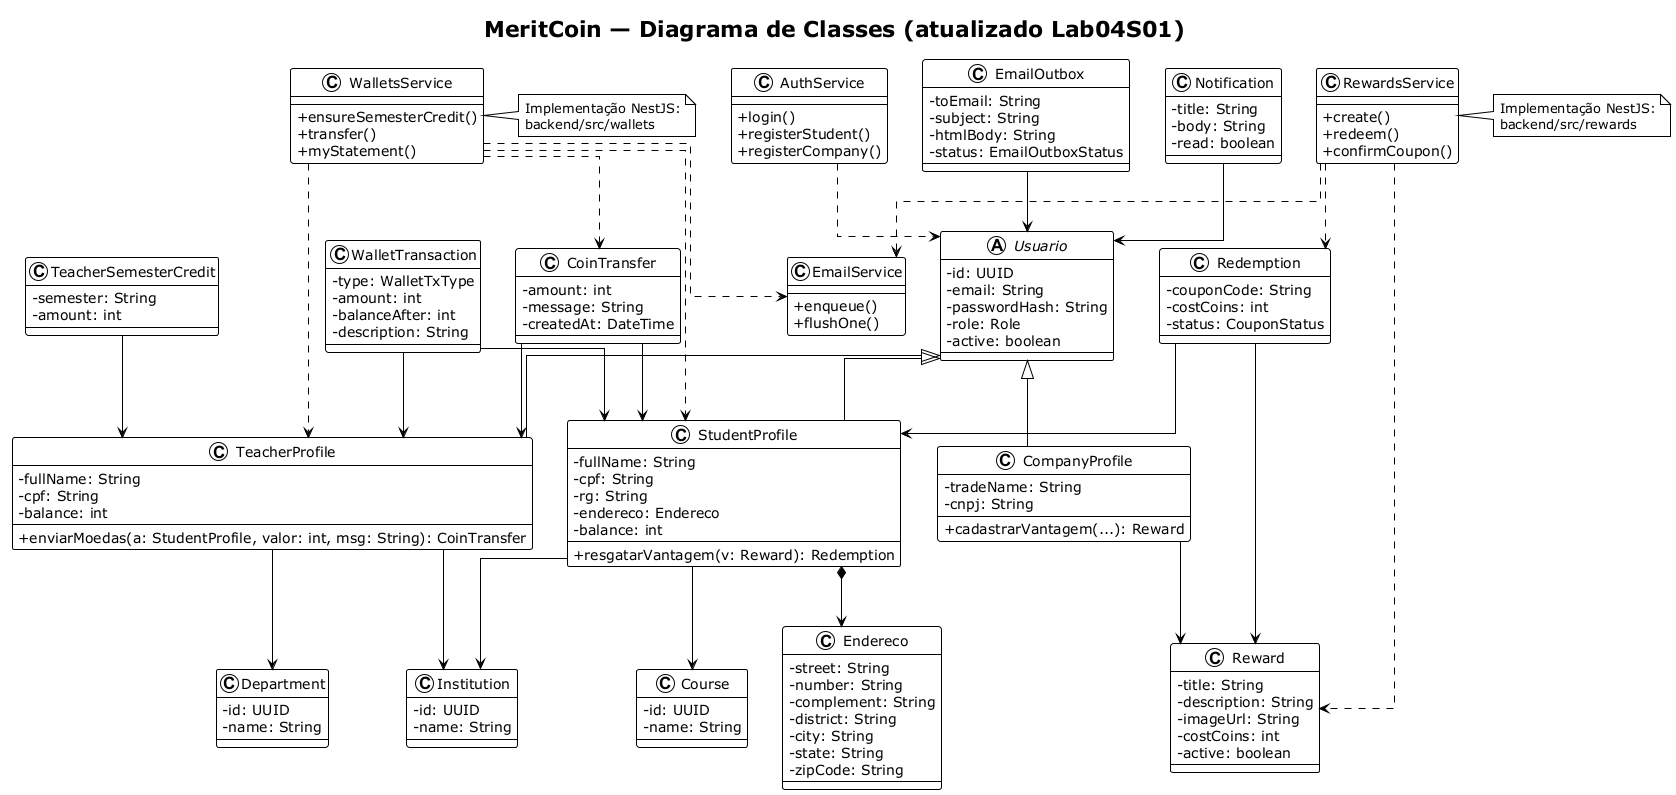 MeritCoin — Diagrama de Classes (atualizado Lab04S01)
C WalletsService
+ensureSemesterCredit()
+transfer()
+myStatement()
Implementação NestJS:
backend/src/wallets
C AuthService
+login()
+registerStudent()
+registerCompany()
C EmailOutbox
-toEmail: String
-subject: String
-htmlBody: String
-status: EmailOutboxStatus
C Notification
-title: String
-body: String
-read: boolean
C RewardsService
+create()
+redeem()
+confirmCoupon()
Implementação NestJS:
backend/src/rewards
C TeacherSemesterCredit
-semester: String
-amount: int
C WalletTransaction
-type: WalletTxType
-amount: int
-balanceAfter: int
-description: String
C CoinTransfer
-amount: int
-message: String
-createdAt: DateTime
C EmailService
+enqueue()
+flushOne()
A Usuario
-id: UUID
-email: String
-passwordHash: String
-role: Role
-active: boolean
C Redemption
-couponCode: String
-costCoins: int
-status: CouponStatus
C TeacherProfile
-fullName: String
-cpf: String
-balance: int
+enviarMoedas(a: StudentProfile, valor: int, msg: String): CoinTransfer
C StudentProfile
-fullName: String
-cpf: String
-rg: String
-endereco: Endereco
-balance: int
+resgatarVantagem(v: Reward): Redemption
C CompanyProfile
-tradeName: String
-cnpj: String
+cadastrarVantagem(...): Reward
C Department
-id: UUID
-name: String
C Institution
-id: UUID
-name: String
C Course
-id: UUID
-name: String
C Endereco
-street: String
-number: String
-complement: String
-district: String
-city: String
-state: String
-zipCode: String
C Reward
-title: String
-description: String
-imageUrl: String
-costCoins: int
-active: boolean